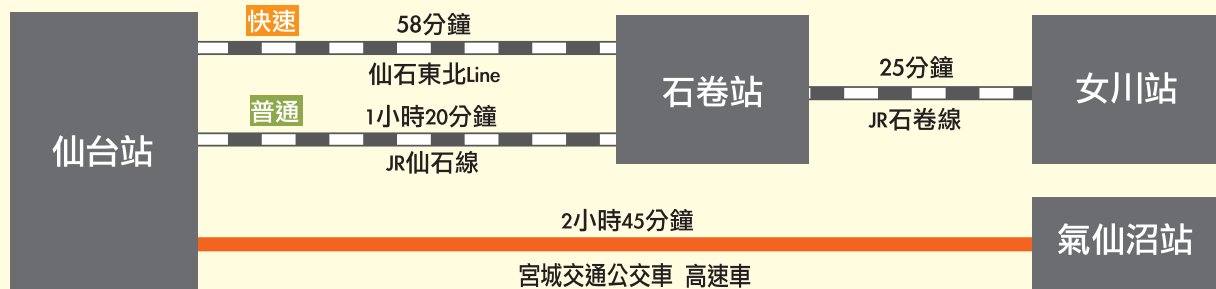 仙台站
快速
58分鐘
仙石東北Line
普通
1小時20分鐘
JR仙石線
石卷站
25分鐘
JR石卷線
女川站
2小時45分鐘
宮城交通公交車 高速車
氣仙沼站